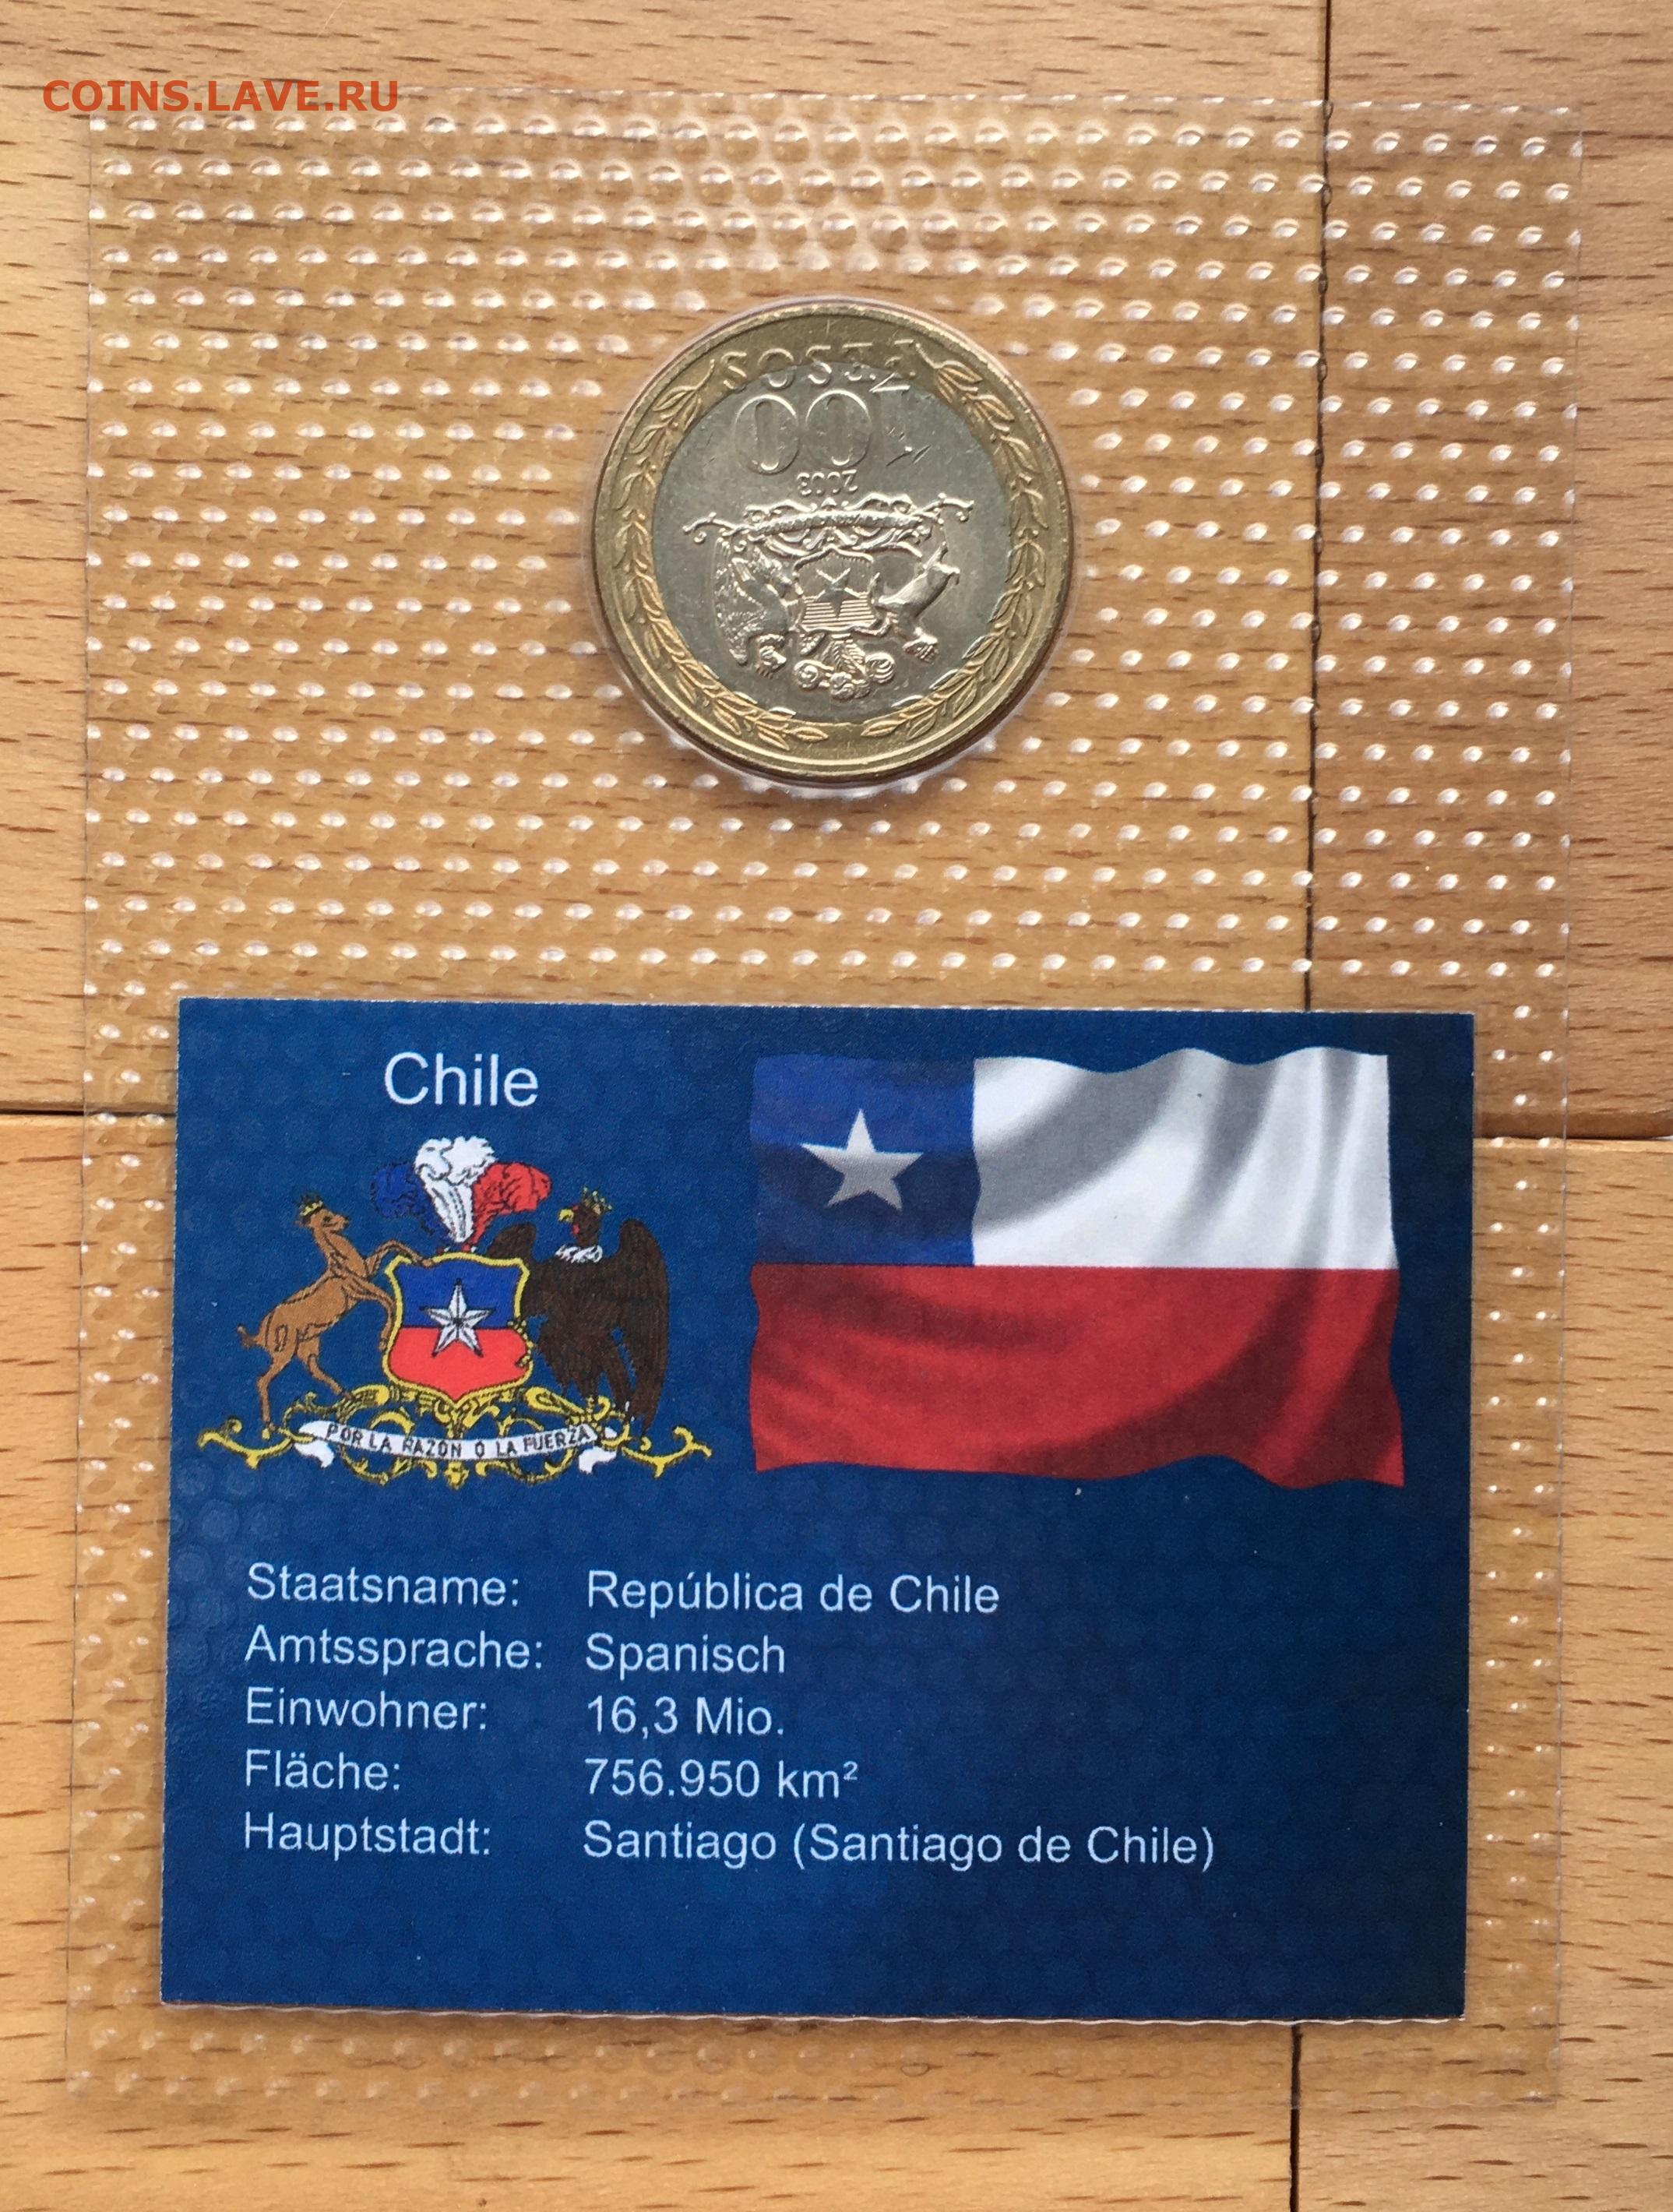 COINS.LAVE.RU
PESOS
100
2003
Chile
POR LA RAZÓN O LA FUERZA
Staatsname: República de Chile
Amtssprache: Spanisch
Einwohner: 16,3 Mio.
Fläche: 756.950 km²
Hauptstadt: Santiago (Santiago de Chile)